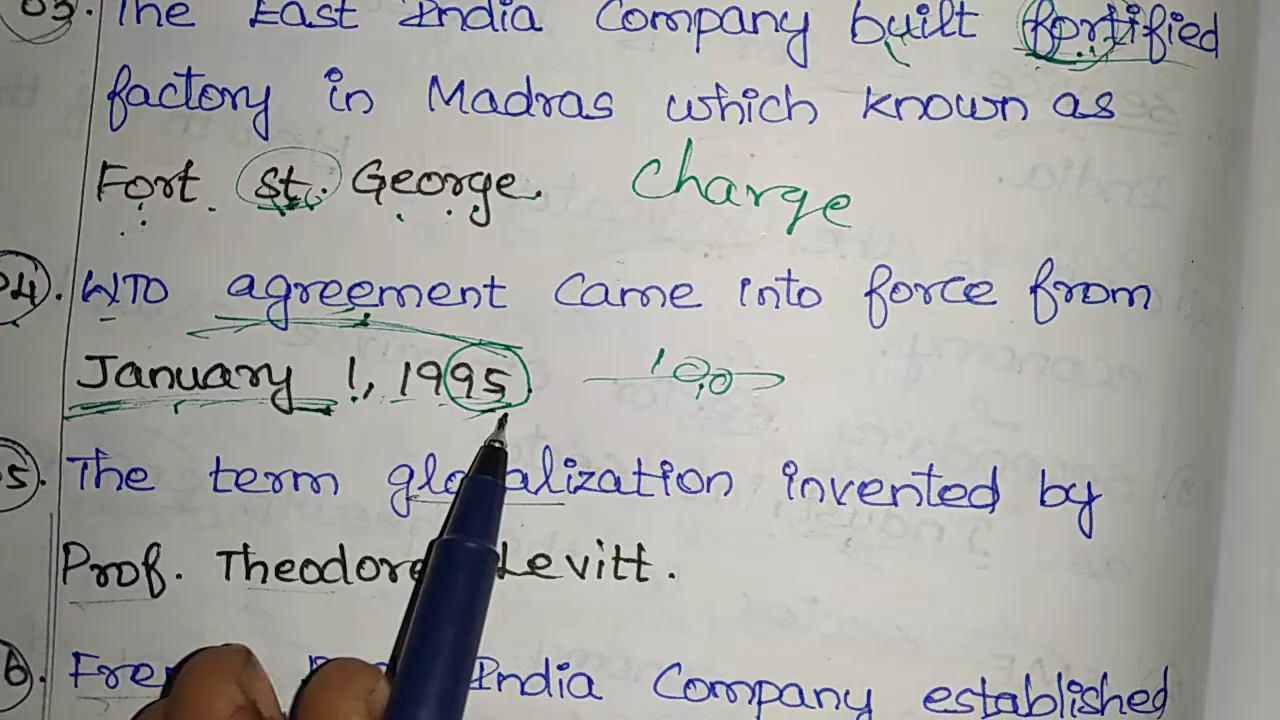 03. The East India Company built fortified
factory in Madras which known as
Fort St. George. Charge
04. WTO agreement came into force from
January 1, 1995 100
5. The term globalization invented by
Prof. Theodore Levitt.
6. India Company established